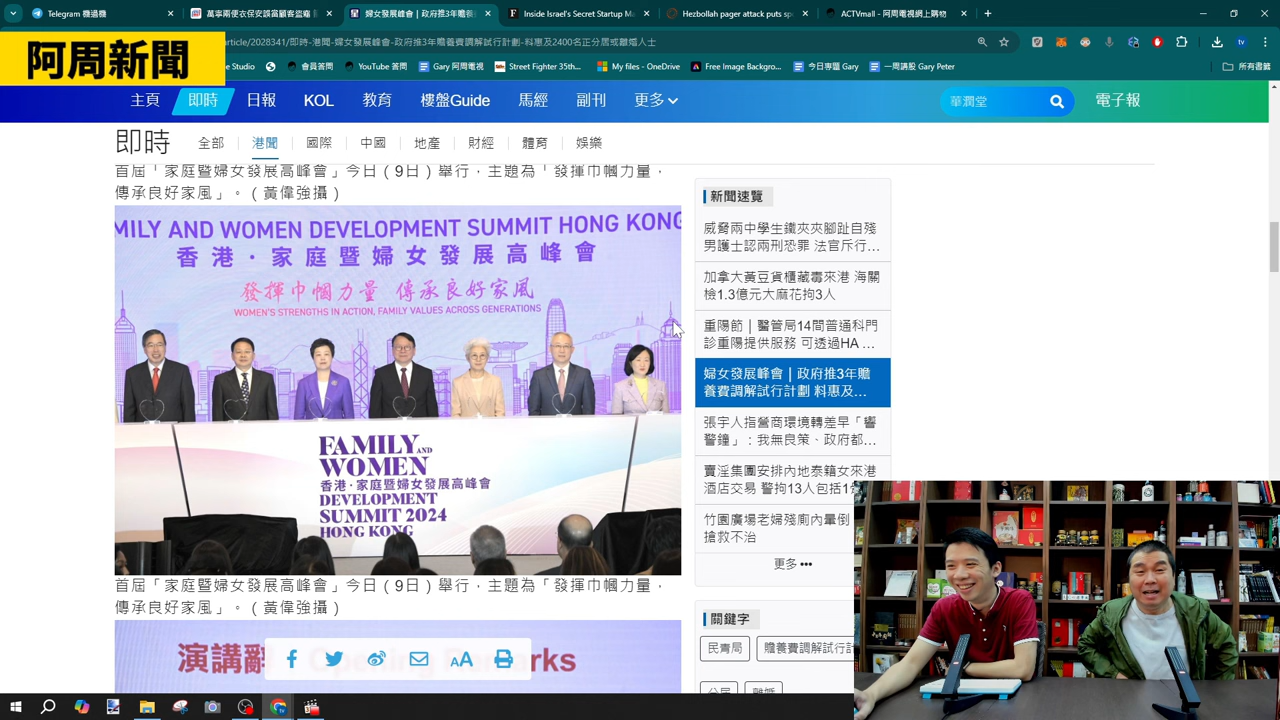 Telegram 機過機
萬寧兩便衣保安誤當顧客盜竊
婦女發展峰會｜政府推3年贍養
Inside Israel's Secret Startup M
Hezbollah pager attack puts sp
ACTVmall - 阿周電視網上購物
阿周新聞
rticle/2028341/即時-港聞-婦女發展峰會-政府推3年贍養費調解試行計劃-料惠及2400名正分居或離婚人士
e Studio
會員答問
YouTube 答問
Gary 阿周電視
Street Fighter 35th...
My files - OneDrive
Free Image Backgro...
今日專題 Gary
一周講股 Gary Peter
所有書籤
主頁 即時 日報 KOL 教育 樓盤Guide 馬經 副刊 更多
華潤堂
電子報
即時 全部 港聞 國際 中國 地產 財經 體育 娛樂
首屆「家庭暨婦女發展高峰會」今日（9日）舉行，主題為「發揮巾幗力量，
傳承良好家風」。（黃偉強攝）
MILY AND WOMEN DEVELOPMENT SUMMIT HONG KONG
香港·家庭暨婦女發展高峰會
發揮巾幗力量 傳承良好家風
WOMEN'S STRENGTHS IN ACTION, FAMILY VALUES ACROSS GENERATIONS
FAMILY AND
WOMEN
香港·家庭暨婦女發展高峰會
DEVELOPMENT
SUMMIT 2024
HONG KONG
首屆「家庭暨婦女發展高峰會」今日（9日）舉行，主題為「發揮巾幗力量，
傳承良好家風」。（黃偉強攝）
演講辭
rks
新聞速覽
威脅兩中學生鐵夾夾腳趾自殘
男護士認兩刑恐罪 法官斥行...
加拿大黃豆貨櫃藏毒來港 海關
檢1.3億元大麻花拘3人
重陽節｜醫管局14間普通科門
診重陽提供服務 可透過HA ...
婦女發展峰會｜政府推3年贍
養費調解試行計劃 料惠及...
張宇人指營商環境轉差早「響
警鐘」：我無良策、政府都...
賣淫集團安排內地泰籍女來港
酒店交易 警拘13人包括1
竹園廣場老婦殘廁內暈倒
搶救不治
更多 •••
關鍵字
民青局
贍養費調解試行計
分居
離婚